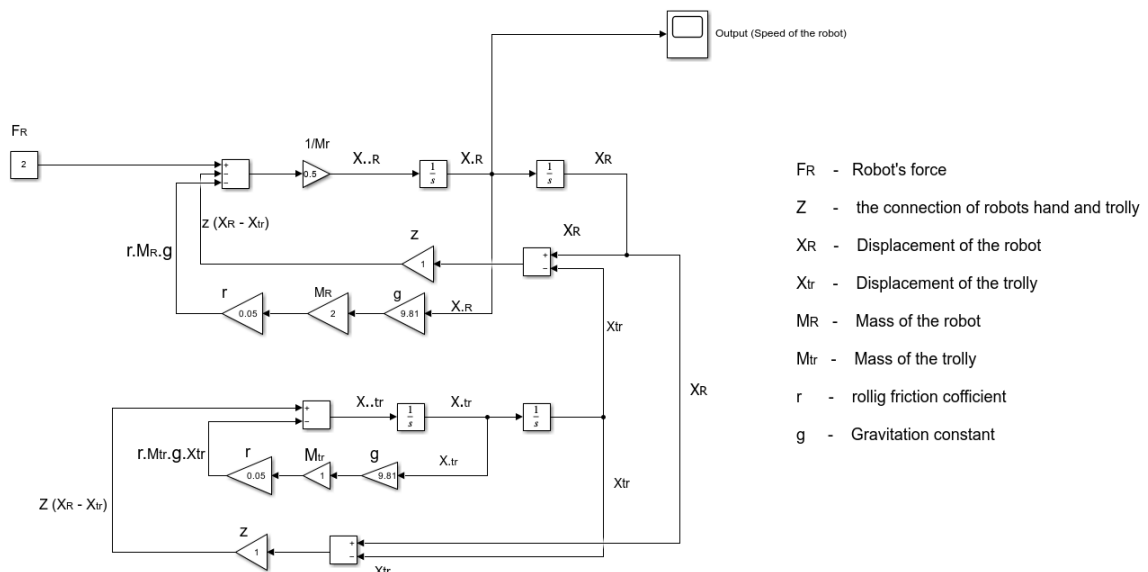 Output (Speed of the robot)
FR
2
+
−
−
1/Mr
0.5
X..R
1
s
X.R
1
s
XR
z (XR - Xtr)
r.MR.g
z
1
XR
+
−
r
0.05
MR
2
g
9.81
X.R
Xtr
XR
+
−
X..tr
1
s
X.tr
1
s
r.Mtr.g.Xtr
r
0.05
Mtr
1
g
9.81
X.tr
Xtr
Z (XR - Xtr)
z
1
+
−
Xtr
FR - Robot's force
Z - the connection of robots hand and trolly
XR - Displacement of the robot
Xtr - Displacement of the trolly
MR - Mass of the robot
Mtr - Mass of the trolly
r - rollig friction cofficient
g - Gravitation constant